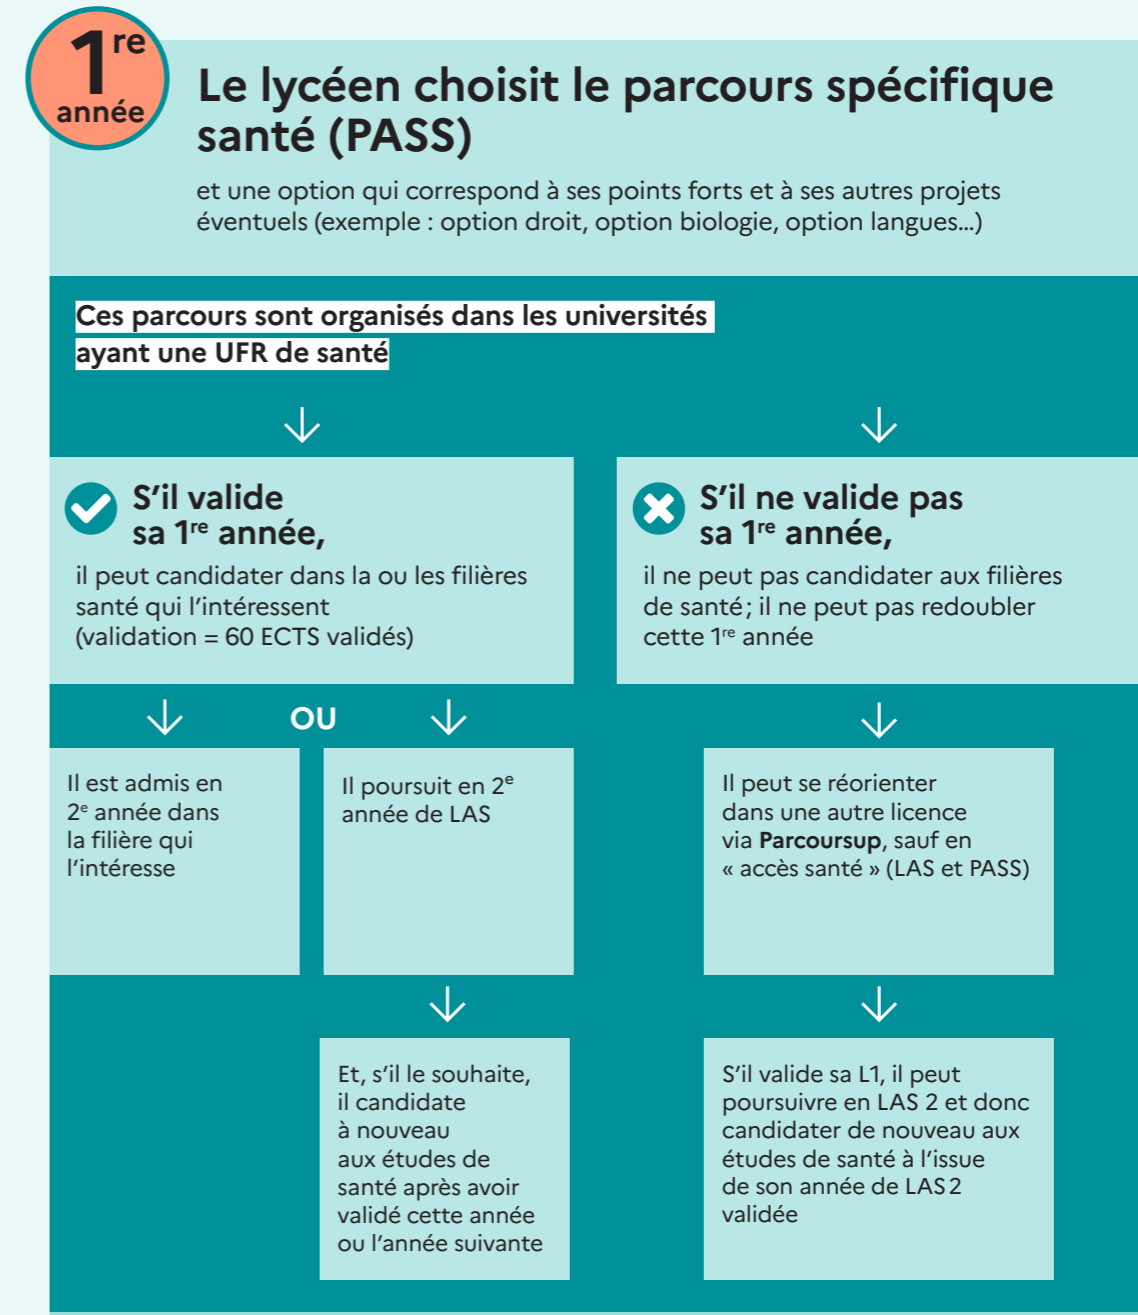 1re
année
Le lycéen choisit le parcours spécifique
santé (PASS)
et une option qui correspond à ses points forts et à ses autres projets
éventuels (exemple : option droit, option biologie, option langues…)
Ces parcours sont organisés dans les universités
ayant une UFR de santé
S'il valide
sa 1re année,
il peut candidater dans la ou les filières
santé qui l'intéressent
(validation = 60 ECTS validés)
S'il ne valide pas
sa 1re année,
il ne peut pas candidater aux filières
de santé ; il ne peut pas redoubler
cette 1re année
OU
Il est admis en
2e année dans
la filière qui
l'intéresse
Il poursuit en 2e
année de LAS
Il peut se réorienter
dans une autre licence
via Parcoursup, sauf en
« accès santé » (LAS et PASS)
Et, s'il le souhaite,
il candidate
à nouveau
aux études de
santé après avoir
validé cette année
ou l'année suivante
S'il valide sa L1, il peut
poursuivre en LAS 2 et donc
candidater de nouveau aux
études de santé à l'issue
de son année de LAS 2
validée